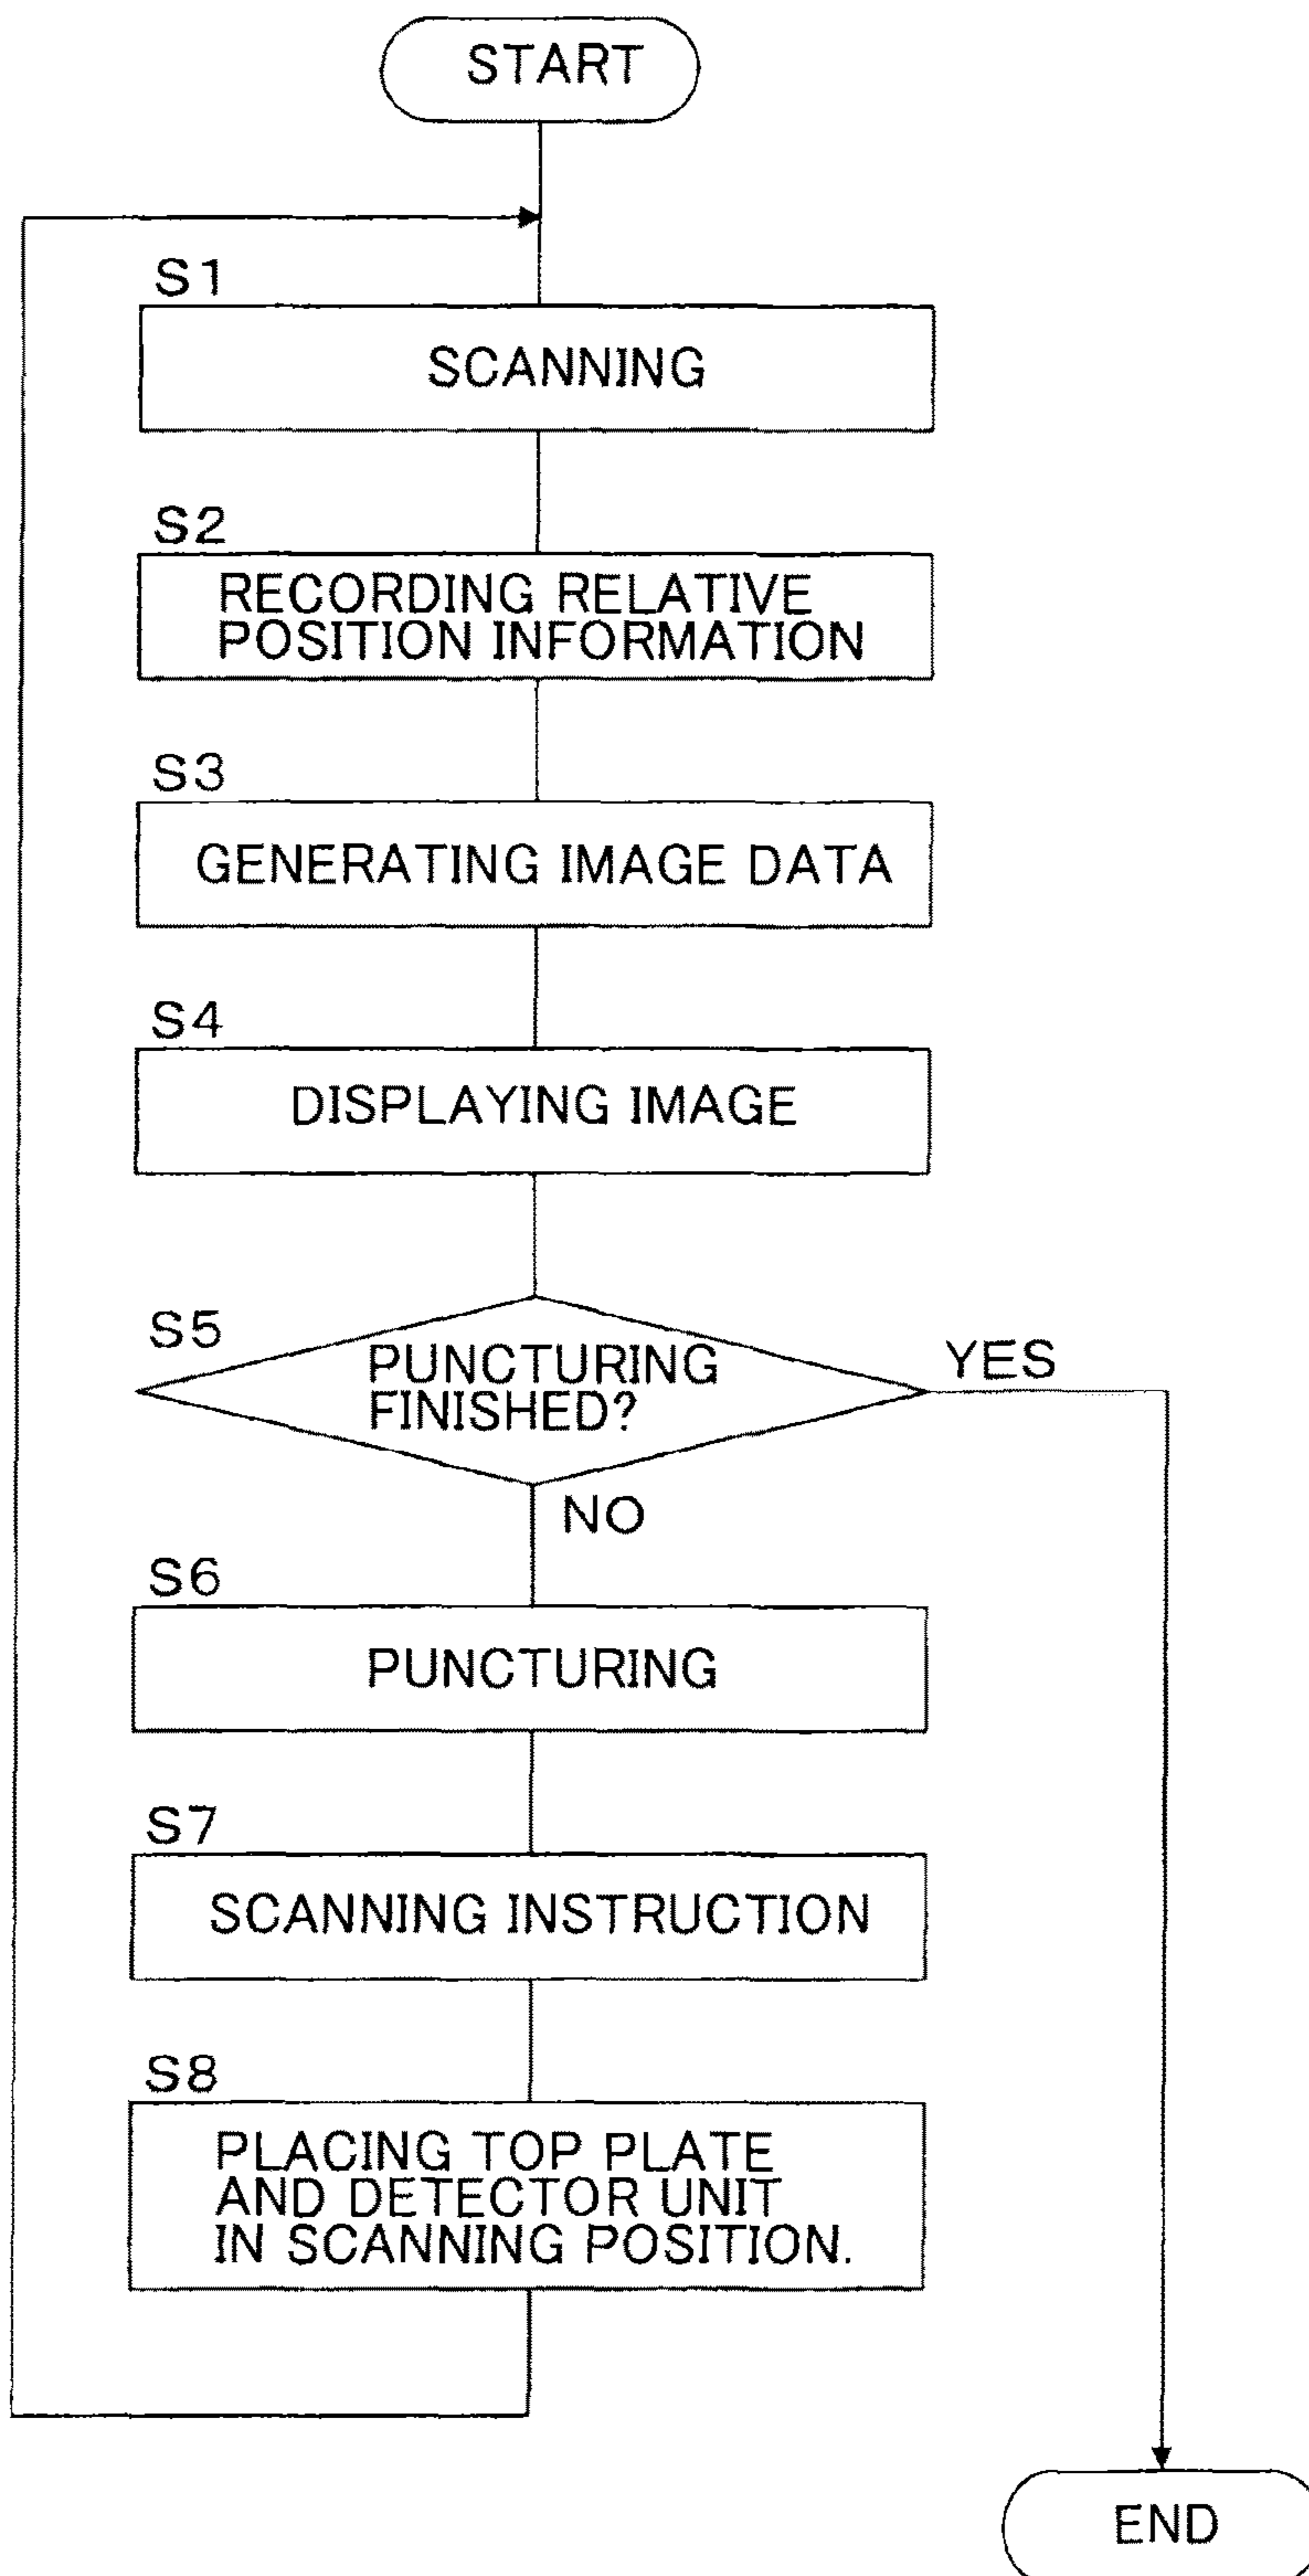 START
S1
SCANNING
S2
RECORDING RELATIVE
POSITION INFORMATION
S3
GENERATING IMAGE DATA
S4
DISPLAYING IMAGE
S5
PUNCTURING
FINISHED?
YES
NO
S6
PUNCTURING
S7
SCANNING INSTRUCTION
S8
PLACING TOP PLATE
AND DETECTOR UNIT
IN SCANNING POSITION.
END